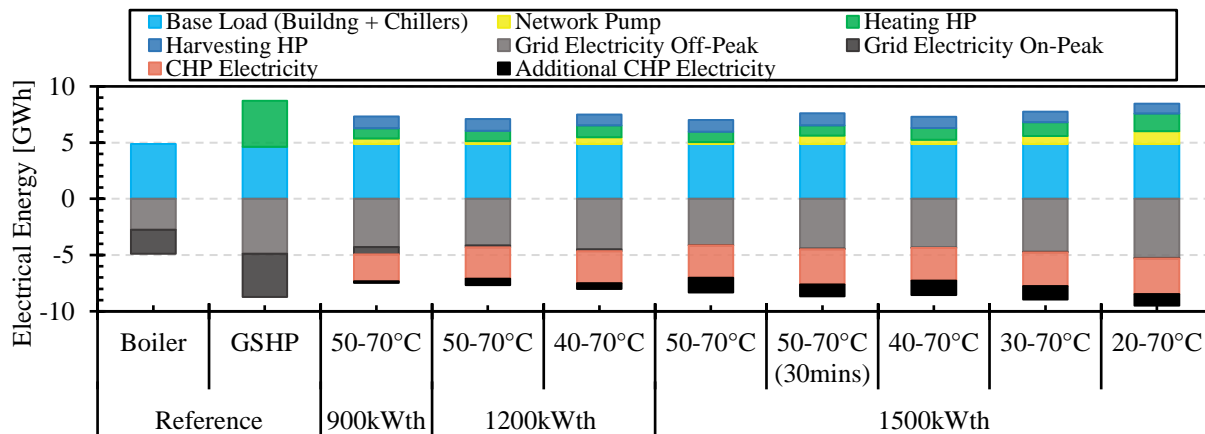 Base Load (Buildng + Chillers) Network Pump Heating HP
Harvesting HP Grid Electricity Off-Peak Grid Electricity On-Peak
CHP Electricity Additional CHP Electricity
Electrical Energy [GWh]
10
5
0
-5
-10
Boiler GSHP 50-70°C 50-70°C 40-70°C 50-70°C 50-70°C 40-70°C 30-70°C 20-70°C
(30mins)
Reference 900kWth 1200kWth 1500kWth